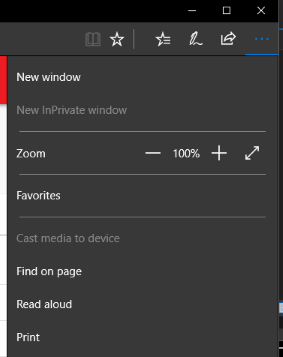 New window
New InPrivate window
Zoom
100%
Favorites
Cast media to device
Find on page
Read aloud
Print